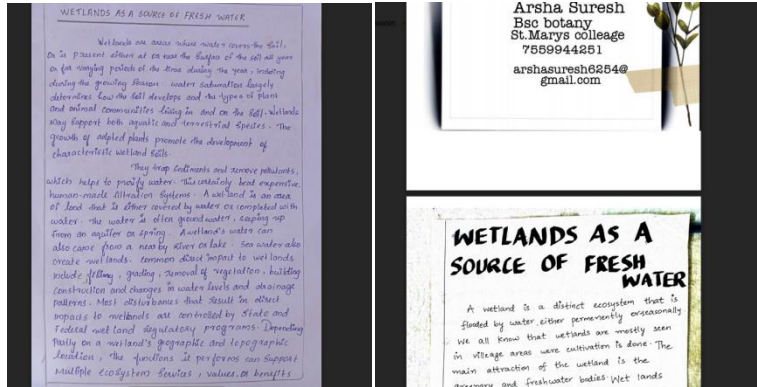 WETLANDS AS A SOURCE OF FRESH WATER
Wetlands are areas where water covers the soil,
Or is present either at or near the surface of the soil all year
or for varying periods of the time during the year, including
during the growing season. water saturation largely
determines how the soil develops and the types of plant
and animal communities living in and on the soil. Wetlands
May support both aquatic and terrestrial species. The
growth of adpted plants promote the development of
characteristic wetland soils.
They trap sediments and remove pollutants,
which helps to purify water. This certainly beat expensive
human-made filtration systems. A wetland is an area
of land that is either covered by water or completed with
water. The water is often groundwater, seeping up
from an aquifer or spring. A wetland's water can
also came from a nearby river or lake. Sea water also
create wetlands. common direct impact to wetlands
include filling, grading, removal of vegetation, building
construction and changes in water levels and drainage
patterns. Most disturbances that result in direct
impacts to wetlands are controlled by State and
Federal wetland regulatory programs. Depending
Partly on a wetland's geographic and topographic
location, the functions it performs can support
Multiple ecosystem services, values, or benefits
Arsha Suresh
Bsc botany
St.Marys colleage
7559944251
arshasuresh6254@
gmail.com
WETLANDS AS A
SOURCE OF FRESH
WATER
A wetland is a distinct ecosystem that is
flooded by water, either permenently or seasonally.
We all know that wetlands are mostly seen
in vileage areas were cultivation is done. The
main attraction of the wetland is the
greenery and freshwater bodies. Wet lands